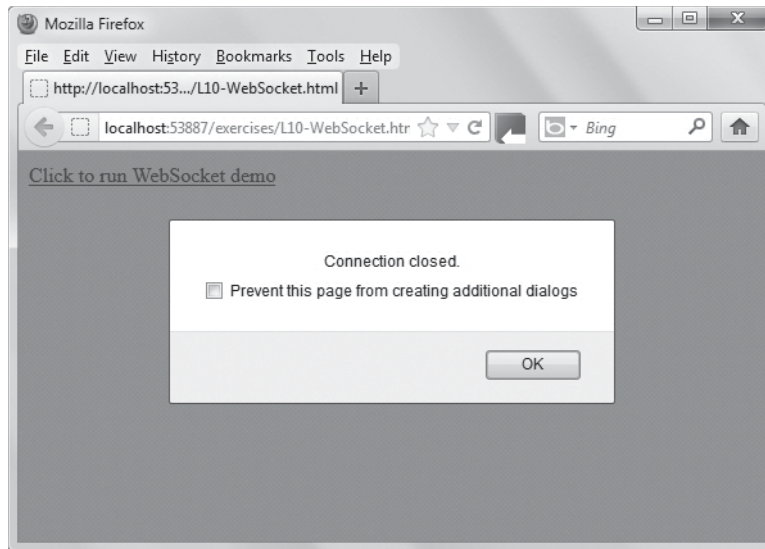 Mozilla Firefox
File Edit View History Bookmarks Tools Help
http://localhost:53.../L10-WebSocket.html +
localhost:53887/exercises/L10-WebSocket.htr Bing
Click to run WebSocket demo
Connection closed.
Prevent this page from creating additional dialogs
OK